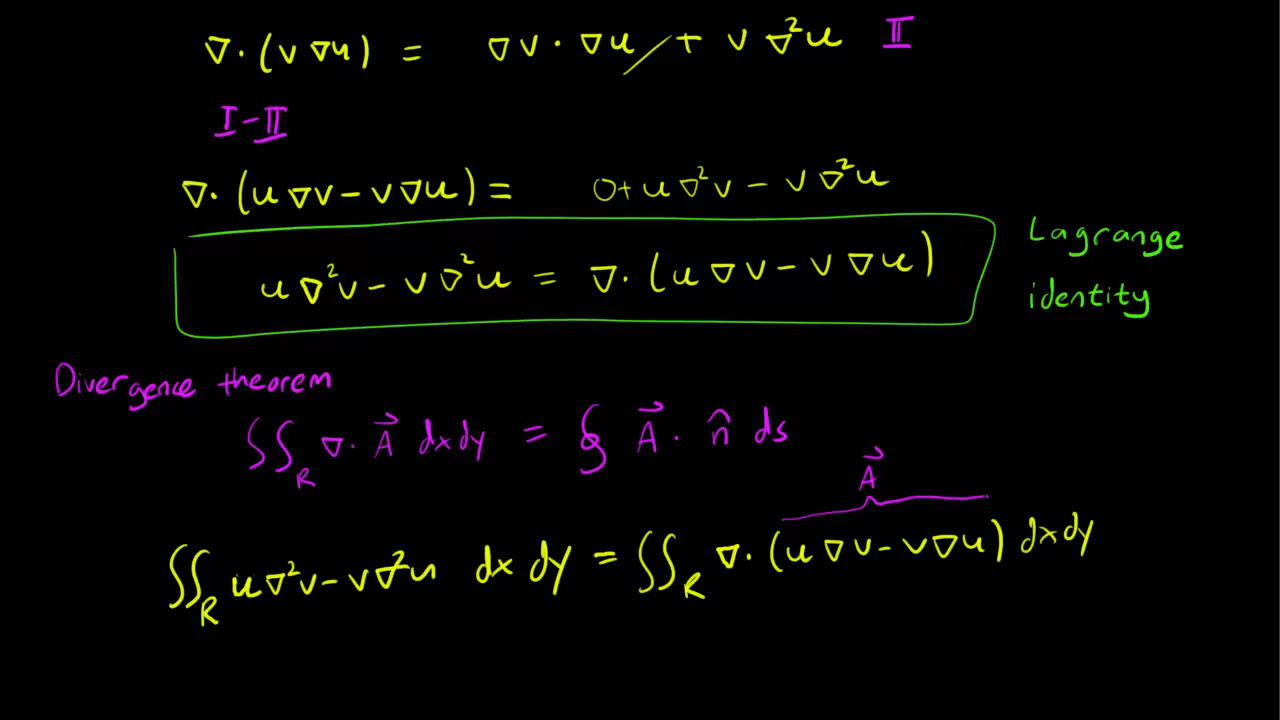 ∇·(v∇u) = ∇v·∇u + v∇²u II
I-II
∇·(u∇v-v∇u) = 0+u∇²v - v∇²u
u∇²v - v∇²u = ∇·(u∇v-v∇u)
Lagrange
identity
Divergence theorem
∬_R ∇·A⃗ dxdy = ∮ A⃗·n̂ ds
A⃗
∬_R u∇²v-v∇²u dxdy = ∬_R ∇·(u∇v-v∇u) dxdy